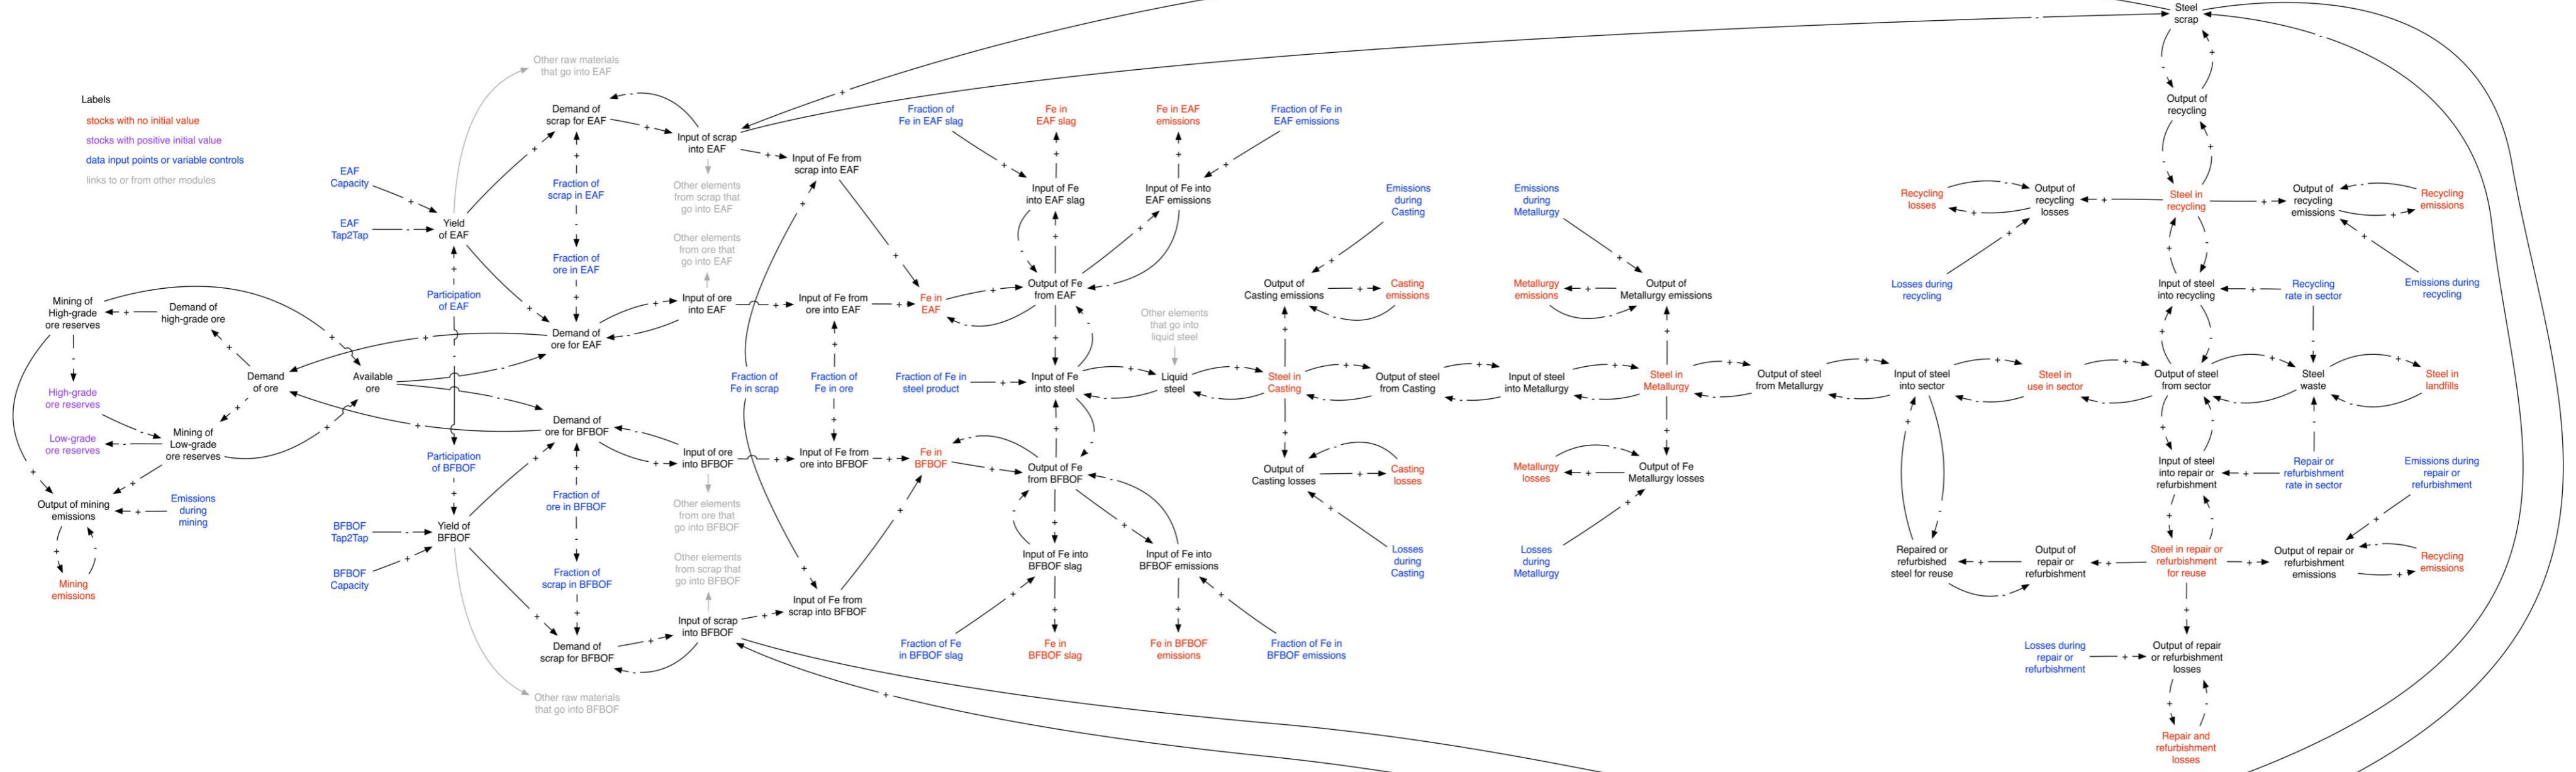 Steel
scrap
Other raw materials
that go into EAF
Labels
stocks with no initial value
stocks with positive initial value
data input points or variable controls
links to or from other modules
Demand of
scrap for EAF
Input of scrap
into EAF
Input of Fe from
scrap into EAF
Fraction of
Fe in EAF slag
Fe in
EAF slag
Fe in EAF
emissions
Fraction of Fe in
EAF emissions
Output of
recycling
EAF
Capacity
EAF
Tap2Tap
Yield
of EAF
Fraction of
scrap in EAF
Other elements
from scrap that
go into EAF
Input of Fe
into EAF slag
Input of Fe into
EAF emissions
Emissions
during
Casting
Emissions
during
Metallurgy
Recycling
losses
Output of
recycling
losses
Steel in
recycling
Output of
recycling
emissions
Recycling
emissions
Fraction of
ore in EAF
Other elements
from ore that
go into EAF
Mining of
High-grade
ore reserves
Demand of
high-grade ore
Participation
of EAF
Demand of
ore for EAF
Input of ore
into EAF
Input of Fe from
ore into EAF
Fe in
EAF
Output of Fe
from EAF
Other elements
that go into
liquid steel
Output of
Casting emissions
Casting
emissions
Metallurgy
emissions
Output of
Metallurgy emissions
Losses during
recycling
Input of steel
into recycling
Recycling
rate in sector
Emissions during
recycling
High-grade
ore reserves
Demand
of ore
Available
ore
Fraction of
Fe in scrap
Fraction of
Fe in ore
Fraction of Fe in
steel product
Input of Fe
into steel
Liquid
steel
Steel in
Casting
Output of steel
from Casting
Input of steel
into Metallurgy
Steel in
Metallurgy
Output of steel
from Metallurgy
Input of steel
into sector
Steel in
use in sector
Output of steel
from sector
Steel
waste
Steel in
landfills
Low-grade
ore reserves
Mining of
Low-grade
ore reserves
Participation
of BFBOF
Demand of
ore for BFBOF
Input of ore
into BFBOF
Input of Fe from
ore into BFBOF
Fe in
BFBOF
Output of Fe
from BFBOF
Output of
Casting losses
Casting
losses
Metallurgy
losses
Output of Fe
Metallurgy losses
Input of steel
into repair or
refurbishment
Repair or
refurbishment
rate in sector
Emissions during
repair or
refurbishment
Output of mining
emissions
Emissions
during
mining
BFBOF
Tap2Tap
BFBOF
Capacity
Yield of
BFBOF
Fraction of
ore in BFBOF
Other elements
from ore that
go into BFBOF
Mining
emissions
Fraction of
scrap in BFBOF
Other elements
from scrap that
go into BFBOF
Input of Fe from
scrap into BFBOF
Input of Fe into
BFBOF slag
Input of Fe into
BFBOF emissions
Losses
during
Casting
Losses
during
Metallurgy
Repaired or
refurbished
steel for reuse
Output of
repair or
refurbishment
Steel in repair or
refurbishment
for reuse
Output of repair or
refurbishment
emissions
Recycling
emissions
Demand of
scrap for BFBOF
Input of scrap
into BFBOF
Fraction of Fe
in BFBOF slag
Fe in
BFBOF slag
Fe in BFBOF
emissions
Fraction of Fe in
BFBOF emissions
Losses during
repair or
refurbishment
Output of repair
or refurbishment
losses
Other raw materials
that go into BFBOF
Repair and
refurbishment
losses